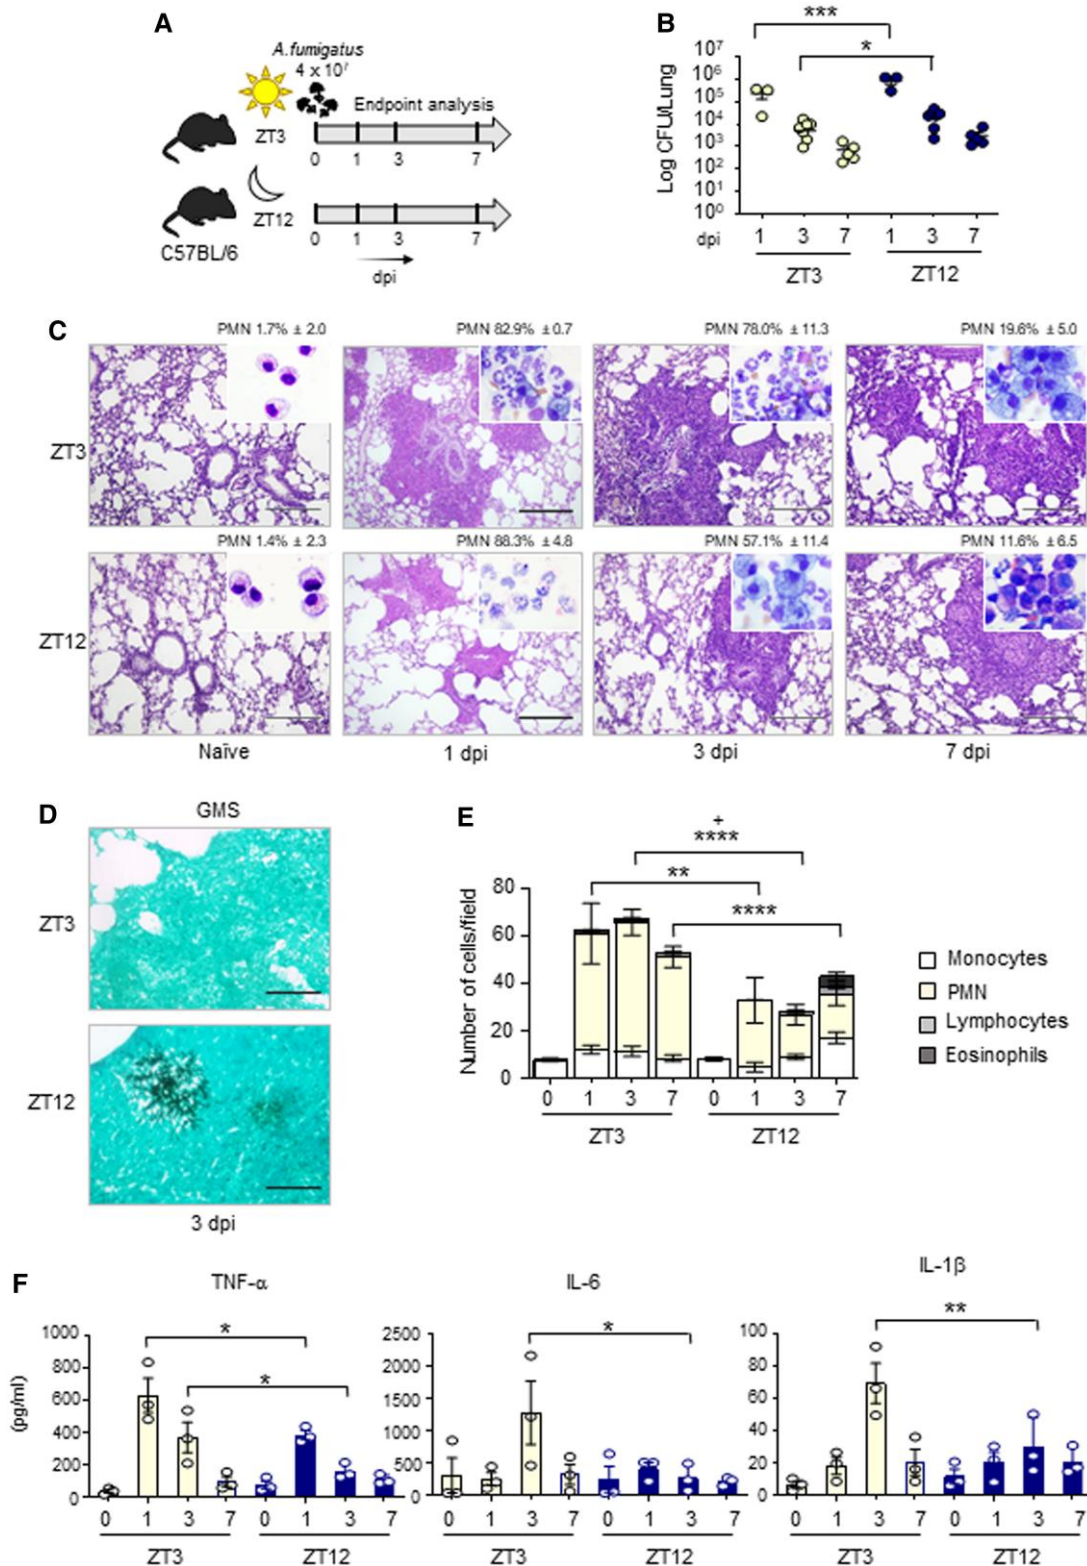 A
A.fumigatus
4 x 10⁷
Endpoint analysis
ZT3
0 1 3 7
ZT12
0 1 3 7
C57BL/6
dpi
B
***
*
Log CFU/Lung
10⁷
10⁶
10⁵
10⁴
10³
10²
10¹
10⁰
dpi 1 3 7 1 3 7
ZT3 ZT12
C
PMN 1.7% ± 2.0 PMN 82.9% ± 0.7 PMN 78.0% ± 11.3 PMN 19.6% ± 5.0
ZT3
PMN 1.4% ± 2.3 PMN 88.3% ± 4.8 PMN 57.1% ± 11.4 PMN 11.6% ± 6.5
ZT12
Naïve 1 dpi 3 dpi 7 dpi
D
GMS
ZT3
ZT12
3 dpi
E
+
****
**
****
Number of cells/field
80
60
40
20
0
0 1 3 7 0 1 3 7
ZT3 ZT12
Monocytes
PMN
Lymphocytes
Eosinophils
F
TNF-α
*
*
(pg/ml)
1000
800
600
400
200
0
0 1 3 7 0 1 3 7
ZT3 ZT12
IL-6
*
2500
2000
1500
1000
500
0
0 1 3 7 0 1 3 7
ZT3 ZT12
IL-1β
**
100
80
60
40
20
0
0 1 3 7 0 1 3 7
ZT3 ZT12